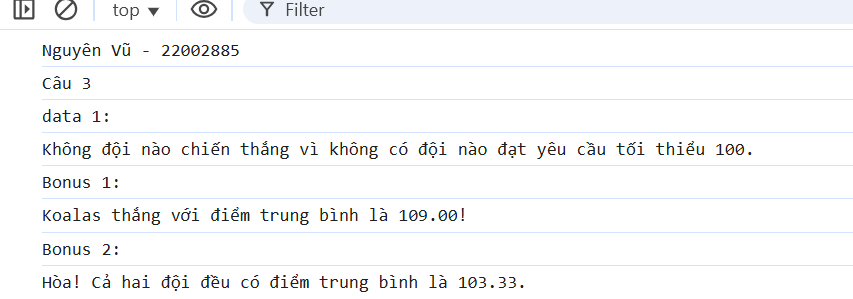 top ▼ Filter
Nguyên Vũ - 22002885
Câu 3
data 1:
Không đội nào chiến thắng vì không có đội nào đạt yêu cầu tối thiểu 100.
Bonus 1:
Koalas thắng với điểm trung bình là 109.00!
Bonus 2:
Hòa! Cả hai đội đều có điểm trung bình là 103.33.